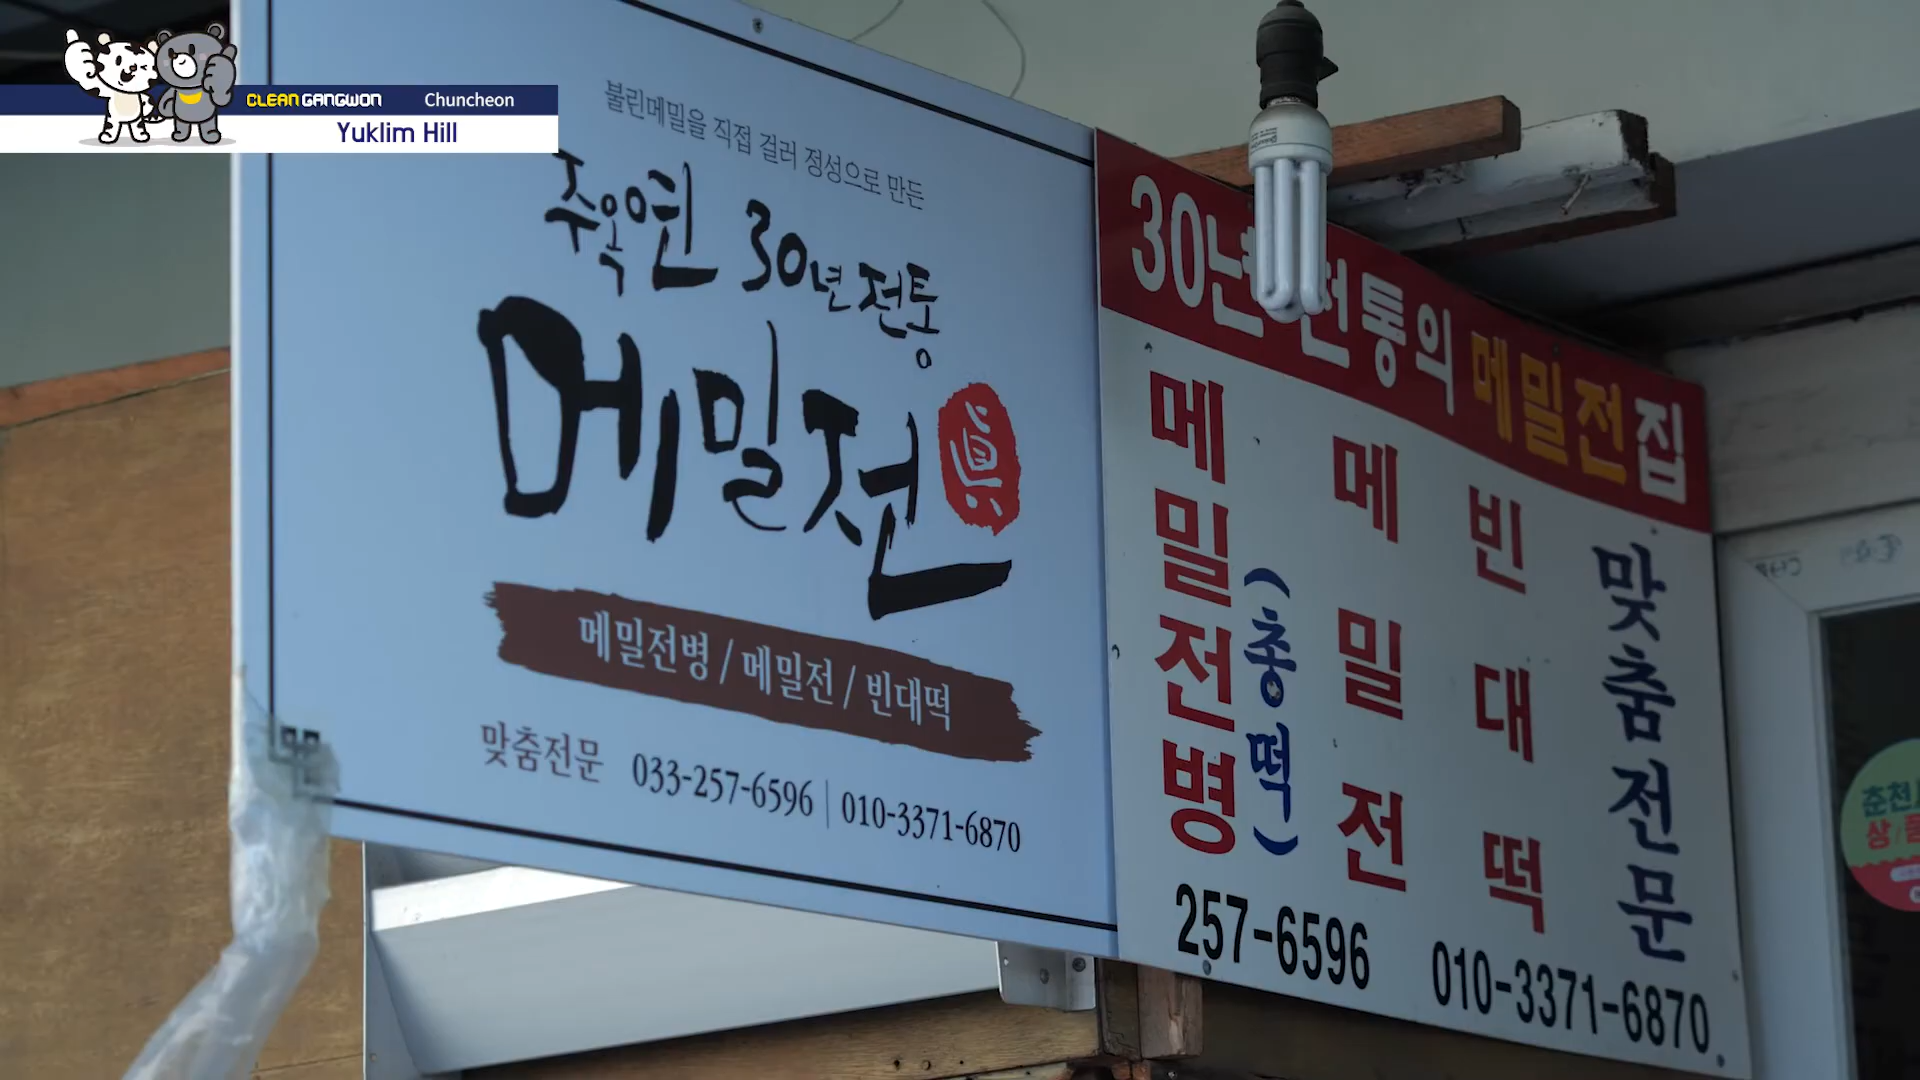 CLEAN GANGWON Chuncheon
Yuklim Hill
불린메밀을 직접 걸러 정성으로 만든
주옥연 30년 전통
메밀전
眞
메밀전병 / 메밀전 / 빈대떡
맞춤전문 033-257-6596 | 010-3371-6870
30년 전통의 메밀전집
메밀전병
(총떡)
메밀전
빈대떡
맞춤전문
257-6596 010-3371-6870